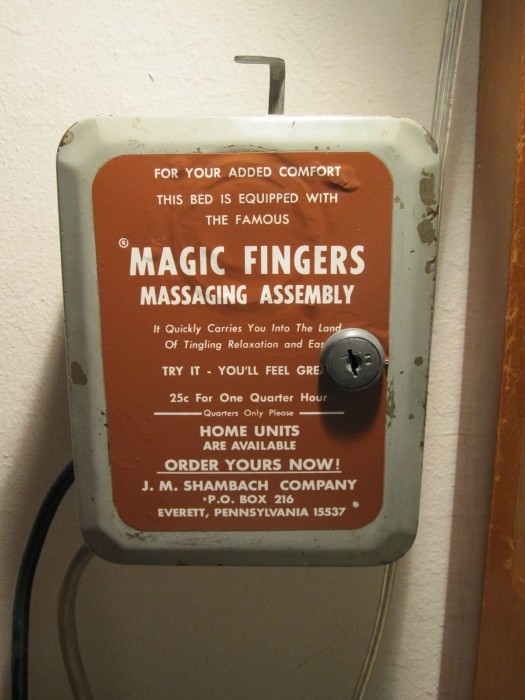 FOR YOUR ADDED COMFORT
THIS BED IS EQUIPPED WITH
THE FAMOUS
® MAGIC FINGERS
MASSAGING ASSEMBLY
It Quickly Carries You Into The Land
Of Tingling Relaxation and
TRY IT - YOU'LL FEEL
25c For One Quarter Hour
Quarters Only Please
HOME UNITS
ARE AVAILABLE
ORDER YOURS NOW!
J. M. SHAMBACH COMPANY
P.O. BOX 216
EVERETT, PENNSYLVANIA 15537